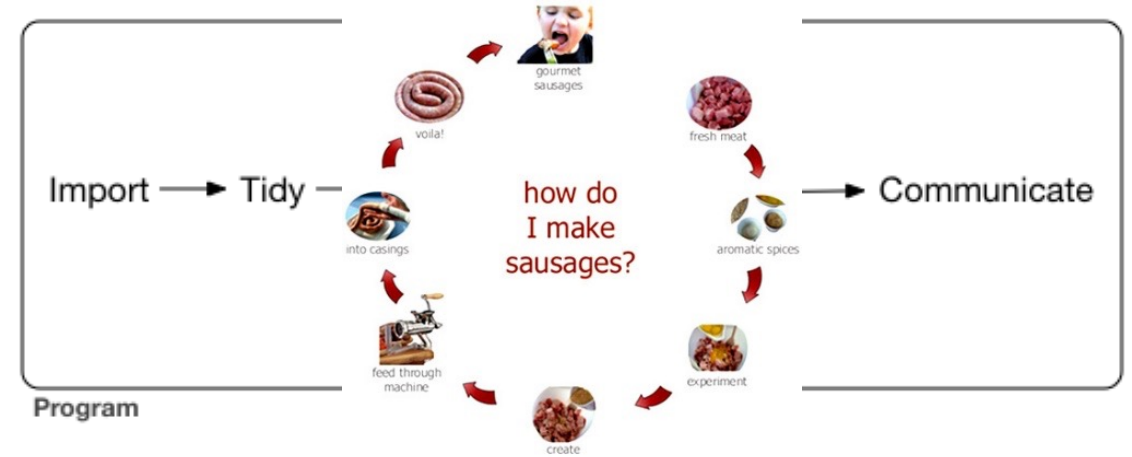 Import
Tidy
Communicate
Program
how do
I make
sausages?
fresh meat
aromatic spices
experiment
create
feed through
machine
into casings
voila!
gourmet
sausages